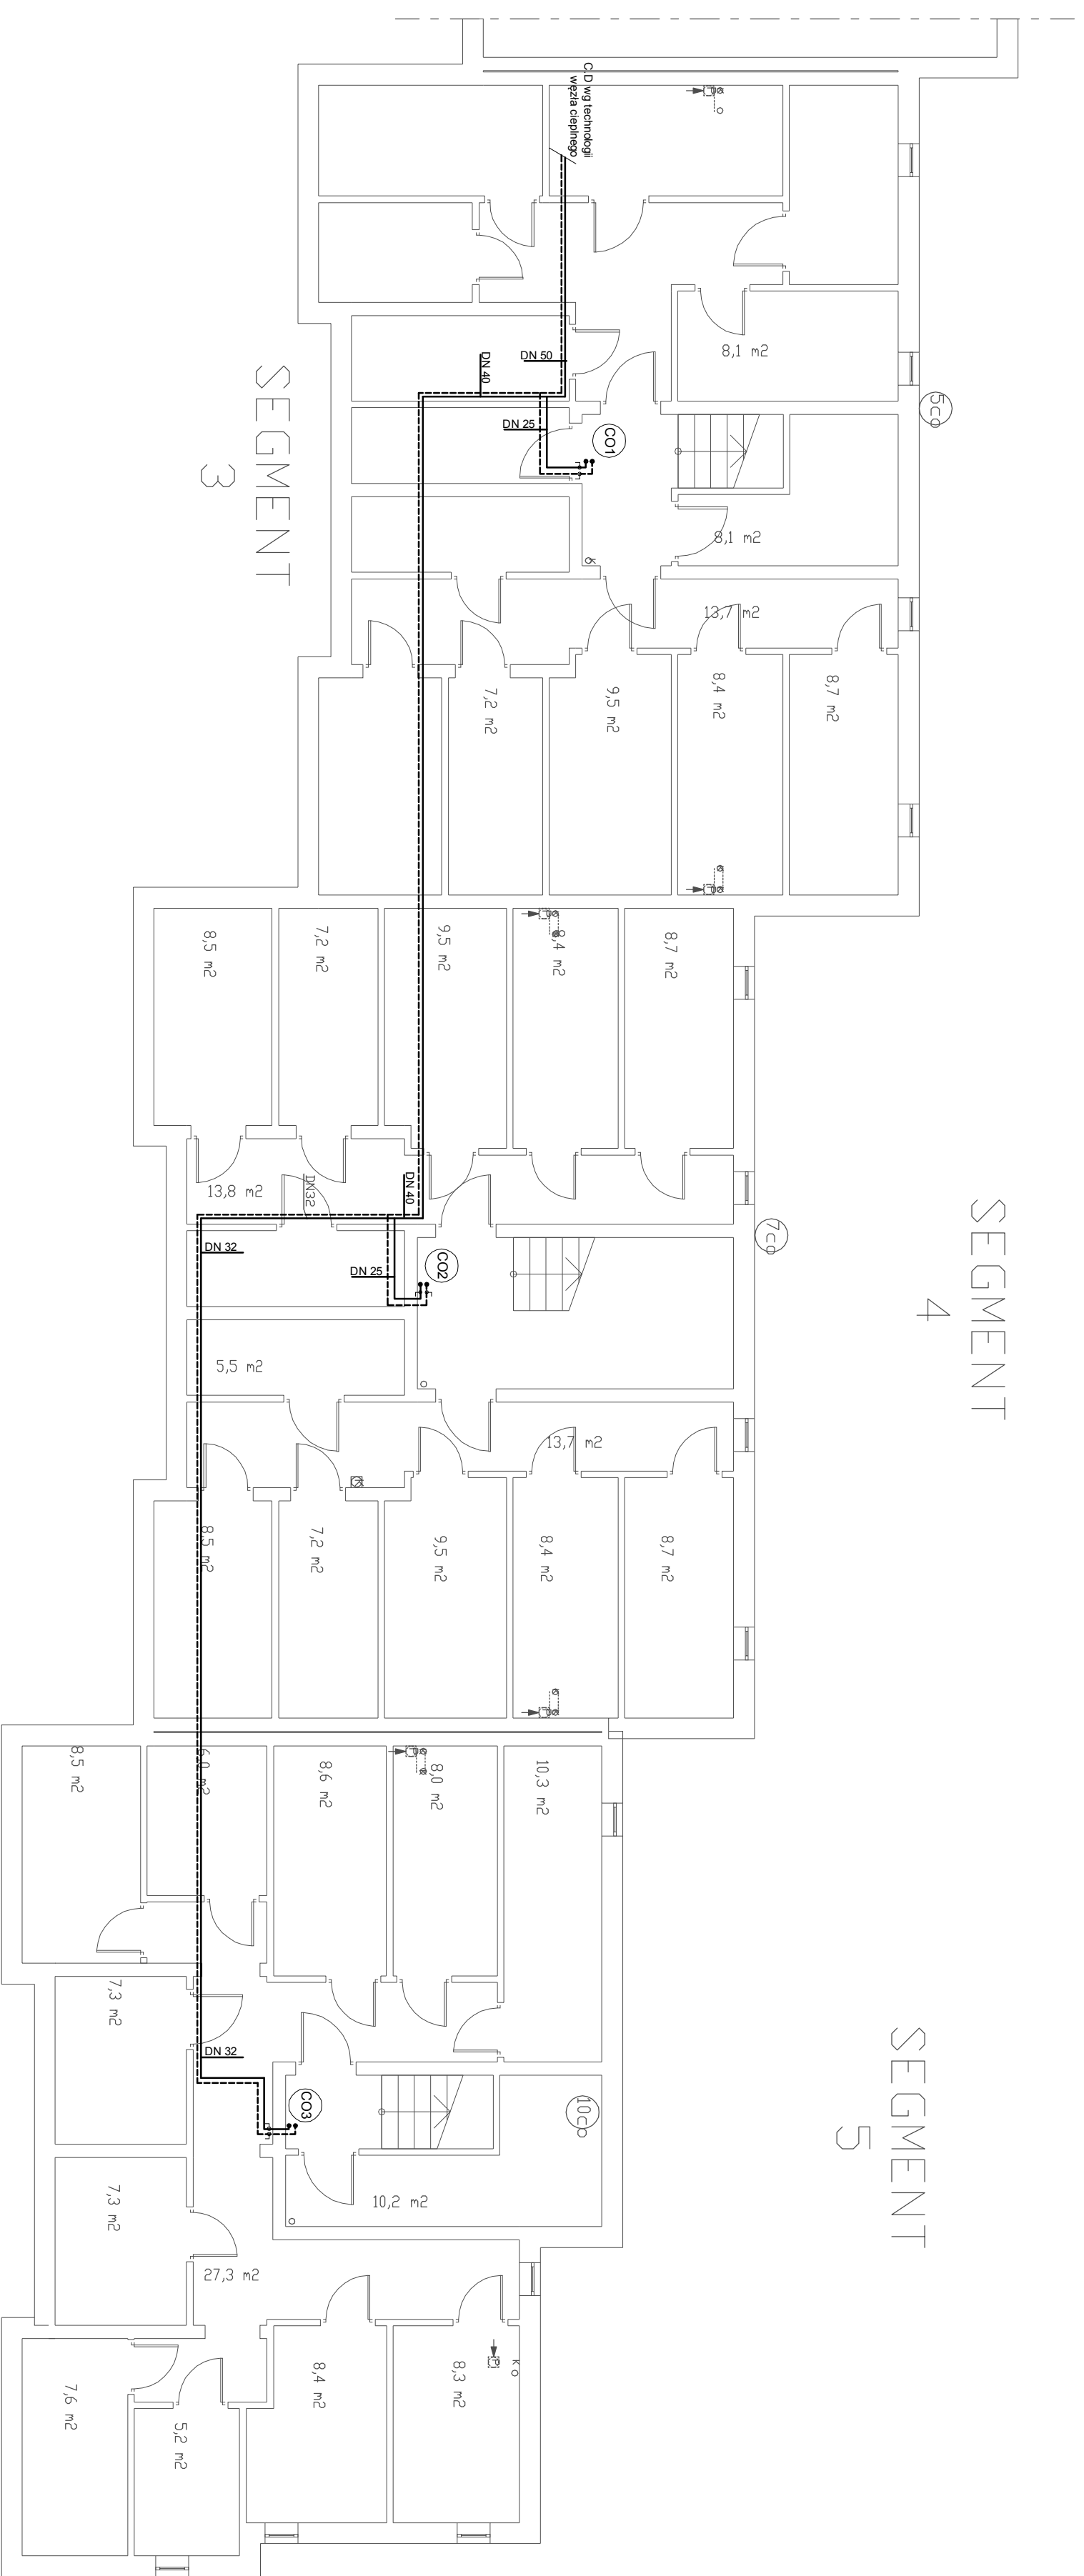 C.D wg technologii
węzła cieplnego
8,1 m2
DN 50
DN 40
5co
SEGMENT
3
DN 25
CO1
8,1 m2
K
13,7 m2
7,2 m2
9,5 m2
8,4 m2
8,7 m2
8,5 m2
7,2 m2
9,5 m2
8,4 m2
8,7 m2
13,8 m2
DN32
DN 40
SEGMENT
4
7co
DN 32
DN 25
CO2
5,5 m2
13,7 m2
8,5 m2
7,2 m2
9,5 m2
8,4 m2
8,7 m2
8,5 m2
6,0 m2
8,6 m2
8,0 m2
10,3 m2
7,3 m2
DN 32
CO3
10co
SEGMENT
5
7,3 m2
10,2 m2
27,3 m2
7,6 m2
5,2 m2
8,4 m2
8,3 m2
K